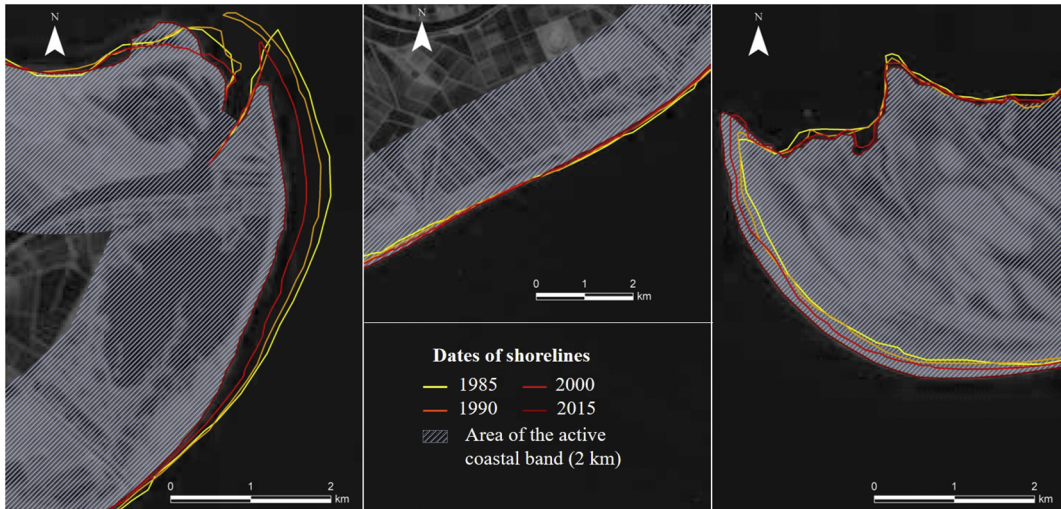 N
0 1 2
km
N
0 1 2
km
Dates of shorelines
1985 2000
1990 2015
Area of the active
coastal band (2 km)
N
0 1 2
km